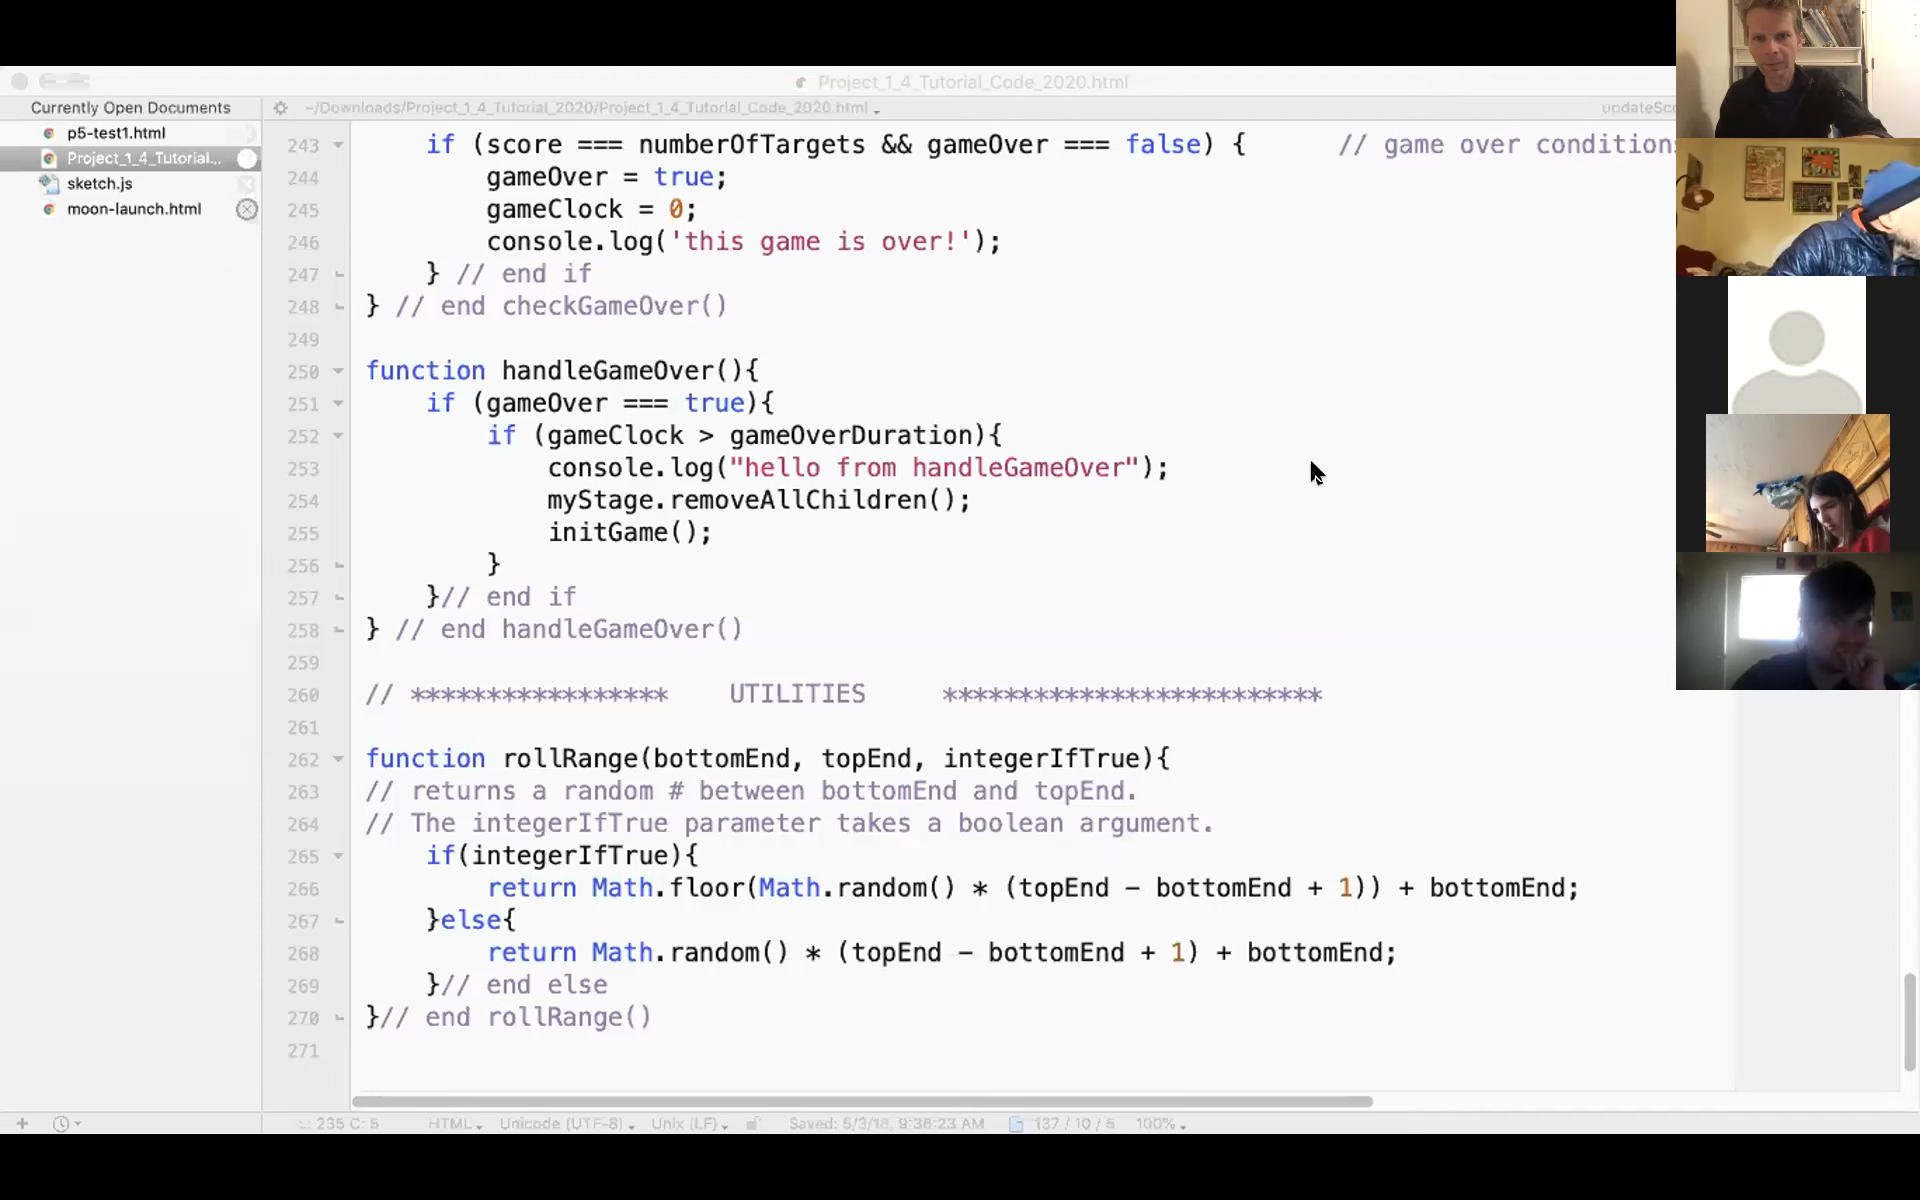 Project_1_4_Tutorial_Code_2020.html
Currently Open Documents
~/Downloads/Project_1_4_Tutorial_2020/Project_1_4_Tutorial_Code_2020.html
p5-test1.html
Project_1_4_Tutorial...
sketch.js
moon-launch.html
243 if (score === numberOfTargets && gameOver === false) { // game over conditions
244 gameOver = true;
245 gameClock = 0;
246 console.log('this game is over!');
247 } // end if
248 } // end checkGameOver()
249
250 function handleGameOver(){
251 if (gameOver === true){
252 if (gameClock > gameOverDuration){
253 console.log("hello from handleGameOver");
254 myStage.removeAllChildren();
255 initGame();
256 }
257 }// end if
258 } // end handleGameOver()
259
260 // ***************** UTILITIES *************************
261
262 function rollRange(bottomEnd, topEnd, integerIfTrue){
263 // returns a random # between bottomEnd and topEnd.
264 // The integerIfTrue parameter takes a boolean argument.
265 if(integerIfTrue){
266 return Math.floor(Math.random() * (topEnd - bottomEnd + 1)) + bottomEnd;
267 }else{
268 return Math.random() * (topEnd - bottomEnd + 1) + bottomEnd;
269 }// end else
270 }// end rollRange()
271
235 C: 5 HTML Unicode (UTF-8) Unix (LF) Saved: 5/3/18, 9:36:23 AM 137 / 10 / 5 100%